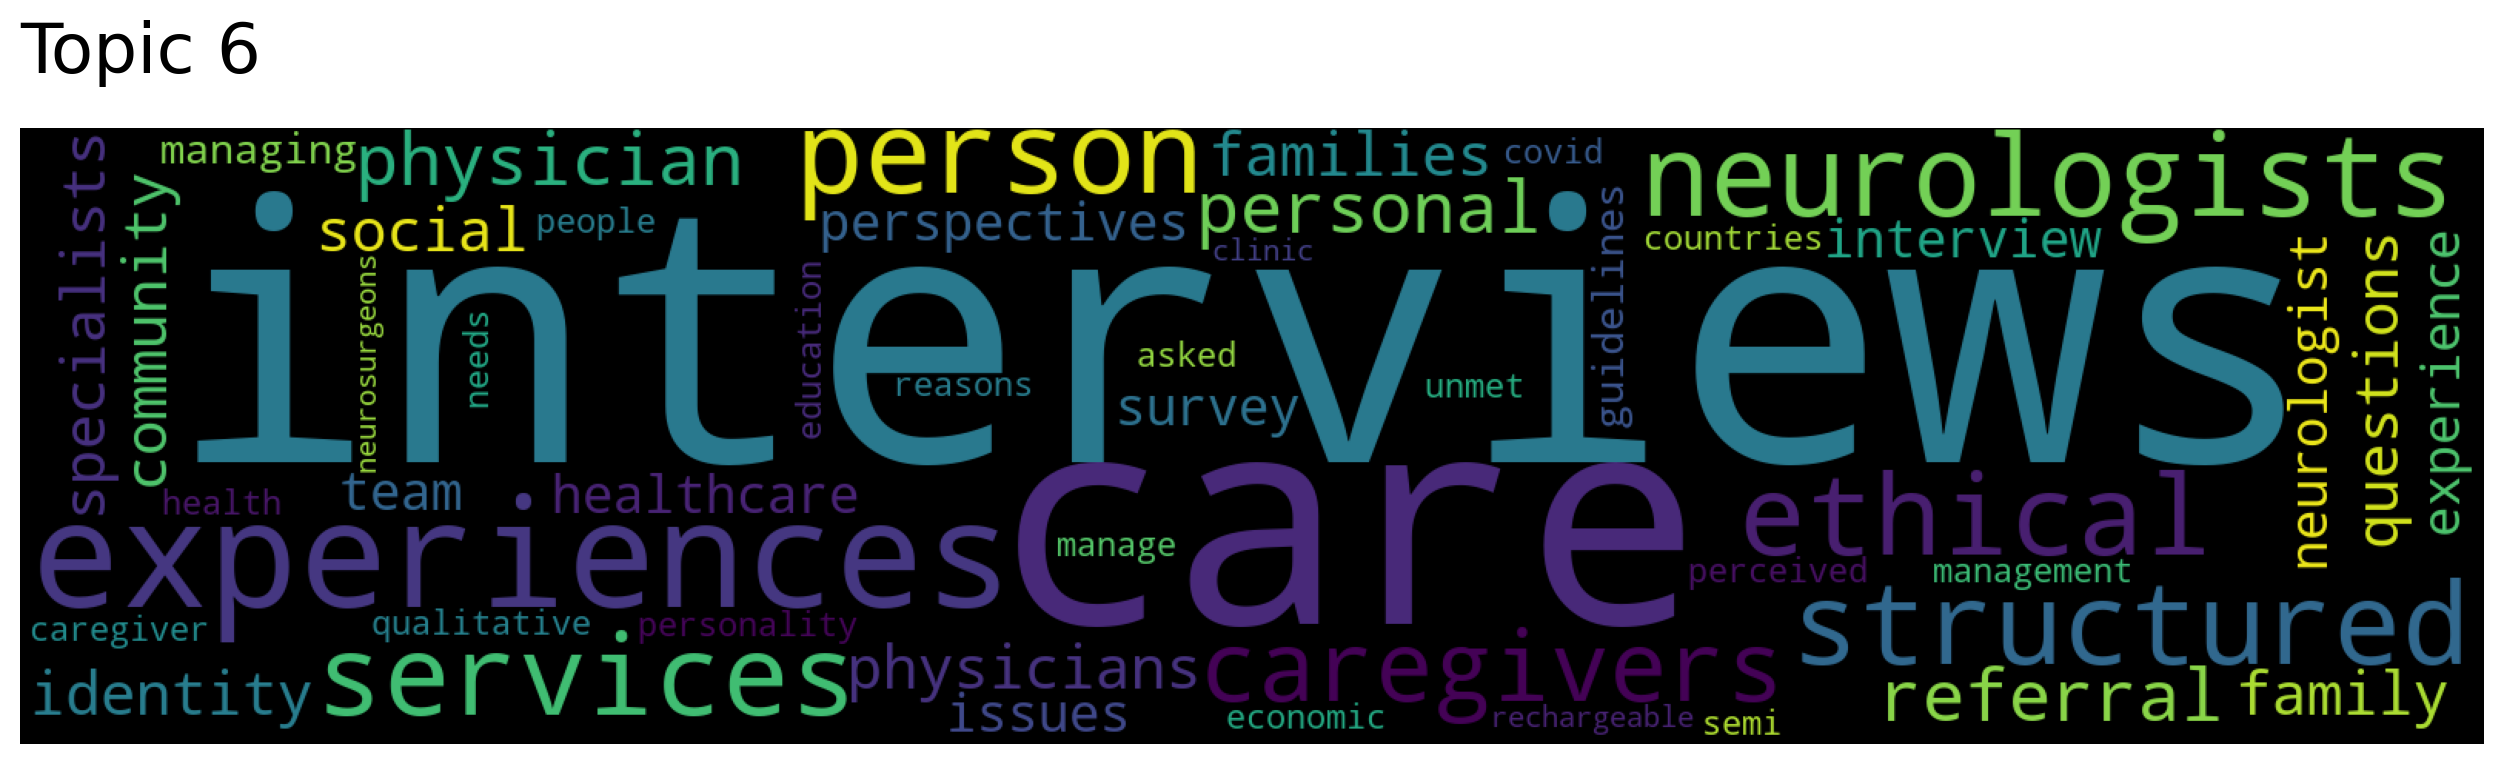 Topic 6
managing
physician
person
families
covid
neurologists
specialists
community
social
people
perspectives
personal
clinic
guidelines
countries
interview
neurologist
questions
experience
interviews
neurosurgeons
needs
education
reasons
asked
survey
unmet
health
team
healthcare
care
ethical
experiences
manage
perceived
management
structured
caregiver
qualitative
personality
identity
services
physicians
caregivers
issues
economic
rechargeable
semi
referral
family